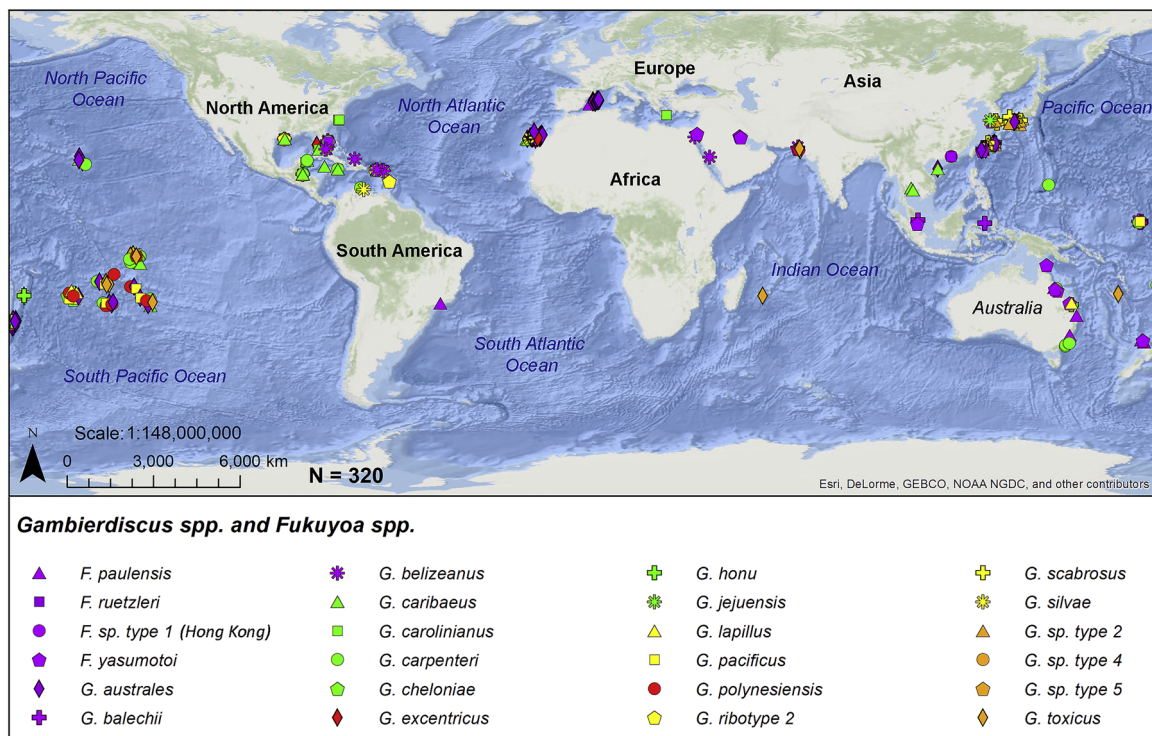 North Pacific
Ocean
North America
North Atlantic
Ocean
Europe
Asia
Pacific Ocean
Africa
South America
Indian Ocean
Australia
South Atlantic
Ocean
South Pacific Ocean
N
Scale: 1:148,000,000
0 3,000 6,000 km
N = 320
Esri, DeLorme, GEBCO, NOAA NGDC, and other contributors
Gambierdiscus spp. and Fukuyoa spp.
F. paulensis
F. ruetzleri
F. sp. type 1 (Hong Kong)
F. yasumotoi
G. australes
G. balechii
G. belizeanus
G. caribaeus
G. carolinianus
G. carpenteri
G. cheloniae
G. excentricus
G. honu
G. jejuensis
G. lapillus
G. pacificus
G. polynesiensis
G. ribotype 2
G. scabrosus
G. silvae
G. sp. type 2
G. sp. type 4
G. sp. type 5
G. toxicus